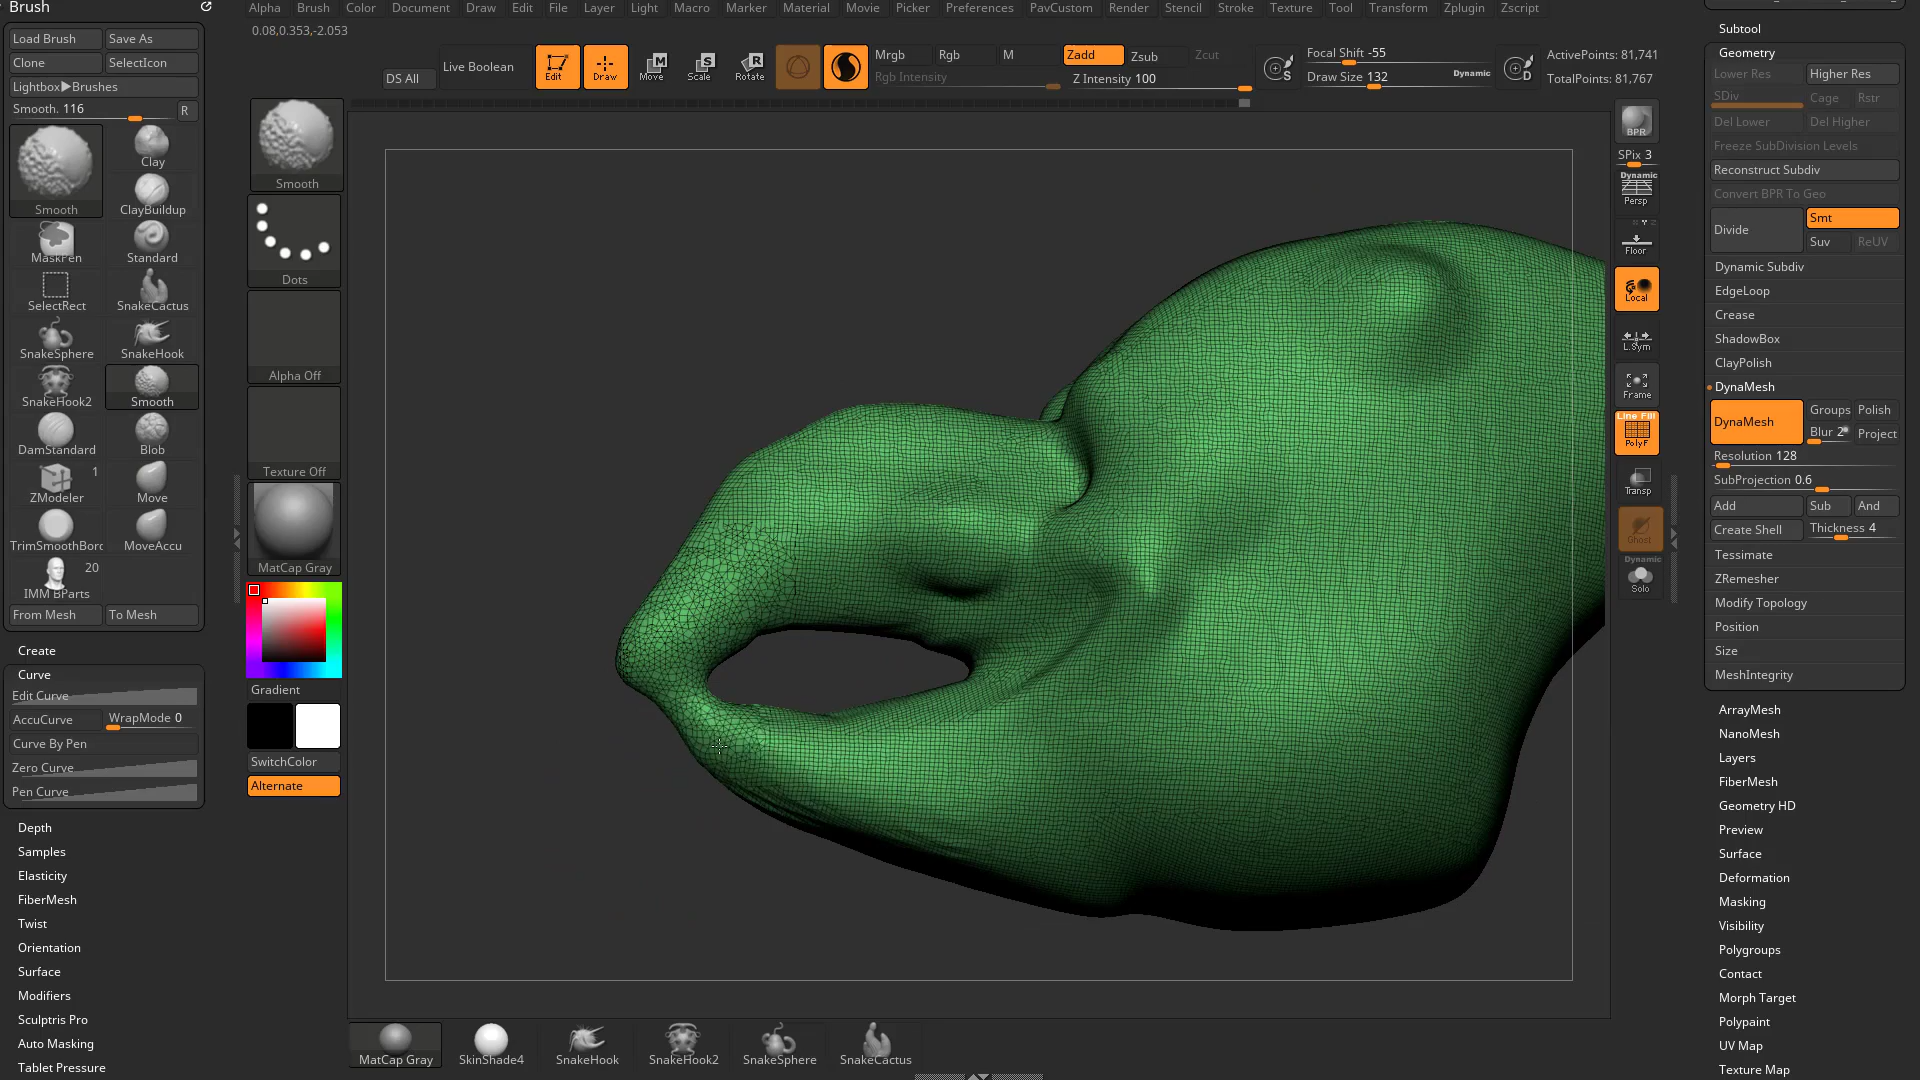 Brush
Alpha Brush Color Document Draw Edit File Layer Light Macro Marker Material Movie Picker Preferences PavCustom Render Stencil Stroke Texture Tool Transform Zplugin Zscript
0.08,0.353,-2.053
DS All
Live Boolean
Edit
Draw
Move
Scale
Rotate
Mrgb Rgb M
Rgb Intensity
Zadd Zsub Zcut
Z Intensity 100
Focal Shift -55
Draw Size 132
Dynamic
ActivePoints: 81,741
TotalPoints: 81,767
Load Brush Save As
Clone SelectIcon
Lightbox▶Brushes
Smooth. 116 R
Smooth
Clay
ClayBuildup
MaskPen Standard
SelectRect SnakeCactus
SnakeSphere SnakeHook
SnakeHook2 Smooth
DamStandard Blob
1
ZModeler Move
TrimSmoothBorc MoveAccu
20
IMM BParts
From Mesh To Mesh
Create
Curve
Edit Curve
AccuCurve WrapMode 0
Curve By Pen
Zero Curve
Pen Curve
Depth
Samples
Elasticity
FiberMesh
Twist
Orientation
Surface
Modifiers
Sculptris Pro
Auto Masking
Tablet Pressure
Smooth
Dots
Alpha Off
Texture Off
MatCap Gray
Gradient
SwitchColor
Alternate
MatCap Gray SkinShade4 SnakeHook SnakeHook2 SnakeSphere SnakeCactus
BPR
SPix 3
Dynamic
Persp
Floor
Local
L.Sym
Frame
Line Fill
PolyF
Transp
Ghost
Dynamic
Solo
Subtool
Geometry
Lower Res Higher Res
SDiv Cage Rstr
Del Lower Del Higher
Freeze SubDivision Levels
Reconstruct Subdiv
Convert BPR To Geo
Divide Smt
Suv ReUV
Dynamic Subdiv
EdgeLoop
Crease
ShadowBox
ClayPolish
DynaMesh
DynaMesh Groups Polish
Blur 2 Project
Resolution 128
SubProjection 0.6
Add Sub And
Create Shell Thickness 4
Tessimate
ZRemesher
Modify Topology
Position
Size
MeshIntegrity
ArrayMesh
NanoMesh
Layers
FiberMesh
Geometry HD
Preview
Surface
Deformation
Masking
Visibility
Polygroups
Contact
Morph Target
Polypaint
UV Map
Texture Map